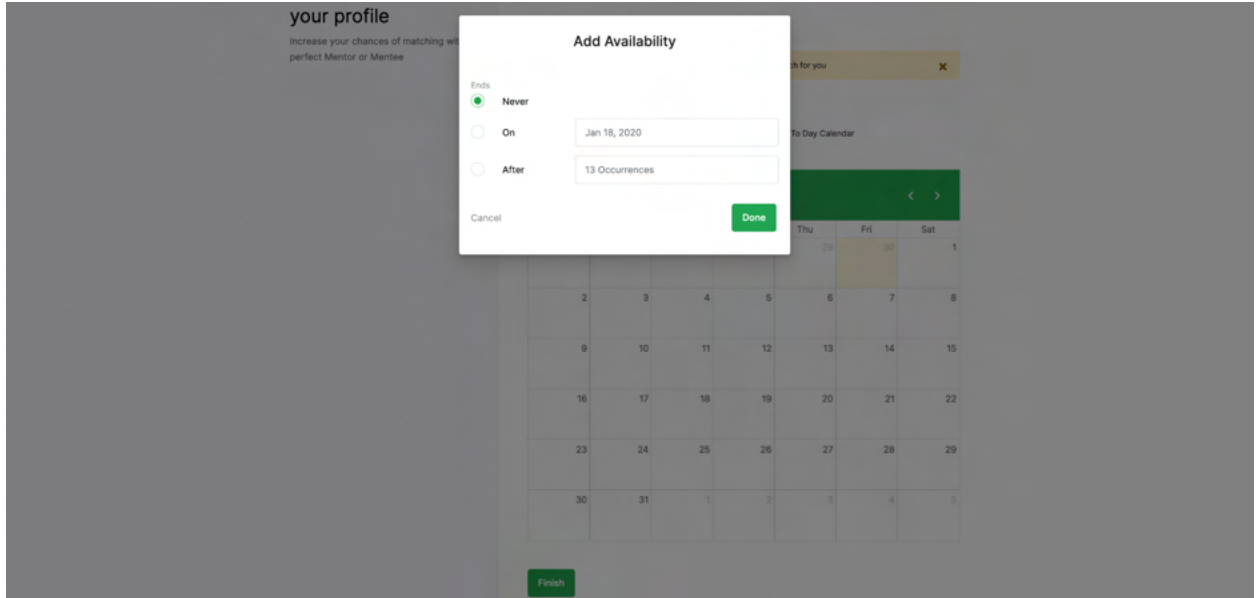 your profile
Increase your chances of matching wit
perfect Mentor or Mentee
Add Availability
Ends
Never
On
Jan 18, 2020
After
13 Occurrences
Cancel
Done
ch for you
×
To Day Calendar
< >
Thu Fri Sat
29 30 1
2 3 4 5 6 7 8
9 10 11 12 13 14 15
16 17 18 19 20 21 22
23 24 25 26 27 28 29
30 31 1 2 3 4 5
Finish